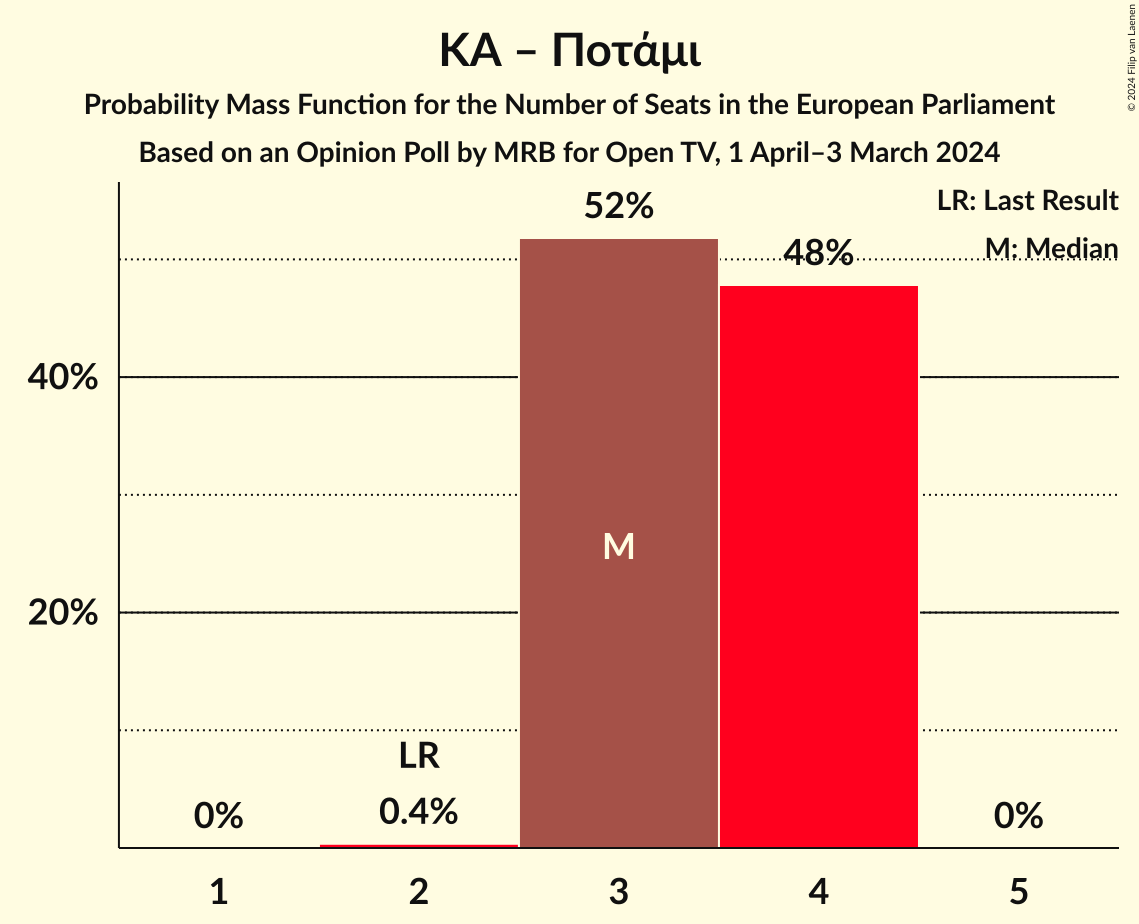 ΚΑ – Ποτάμι
Probability Mass Function for the Number of Seats in the European Parliament
Based on an Opinion Poll by MRB for Open TV, 1 April–3 March 2024
© 2024 Filip van Laenen
LR: Last Result
M: Median
52%
48%
40%
M
20%
LR
0%
0.4%
0%
1
2
3
4
5